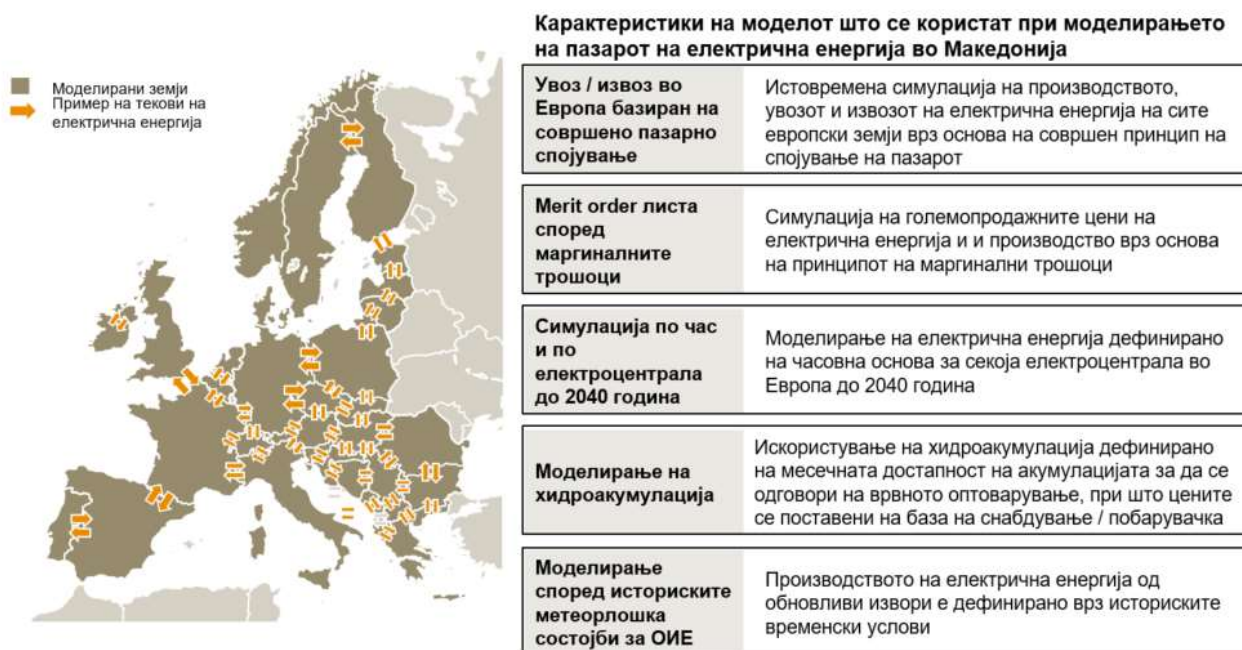 Моделирани земји
Пример на текови на
електрична енергија
Карактеристики на моделот што се користат при моделирањето
на пазарот на електрична енергија во Македонија
Увоз / извоз во
Европа базиран на
совршено пазарно
спојување
Истовремена симулација на производството,
увозот и извозот на електрична енергија на сите
европски земји врз основа на совршен принцип на
спојување на пазарот
Merit order листа
според
маргиналните
трошоци
Симулација на големопродажните цени на
електрична енергија и и производство врз основа
на принципот на маргинални трошоци
Симулација по час
и по
електроцентрала
до 2040 година
Моделирање на електрична енергија дефинирано
на часовна основа за секоја електроцентрала во
Европа до 2040 година
Моделирање на
хидроакумулација
Искористување на хидроакумулација дефинирано
на месечната достапност на акумулацијата за да се
одговори на врвното оптоварување, при што цените
се поставени на база на снабдување / побарувачка
Моделирање
според историските
метеорлошка
состојби за ОИЕ
Производството на електрична енергија од
обновливи извори е дефинирано врз историските
временски услови